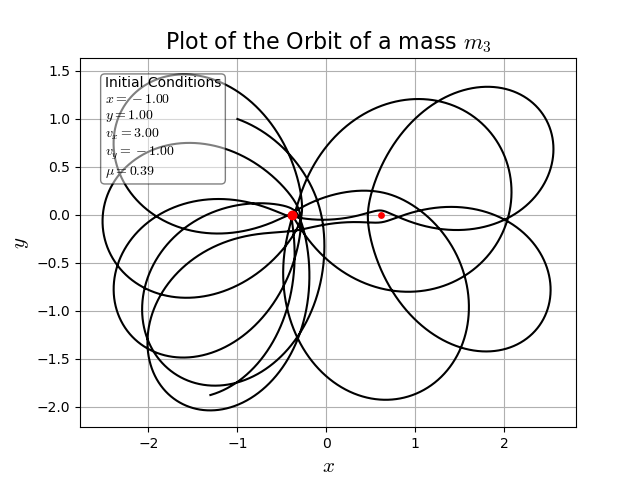 Plot of the Orbit of a mass m₃
Initial Conditions
x = −1.00
y = 1.00
vₓ = 3.00
v_y = −1.00
μ = 0.39
1.5
1.0
0.5
0.0
−0.5
−1.0
−1.5
−2.0
y
−2
−1
0
1
2
x